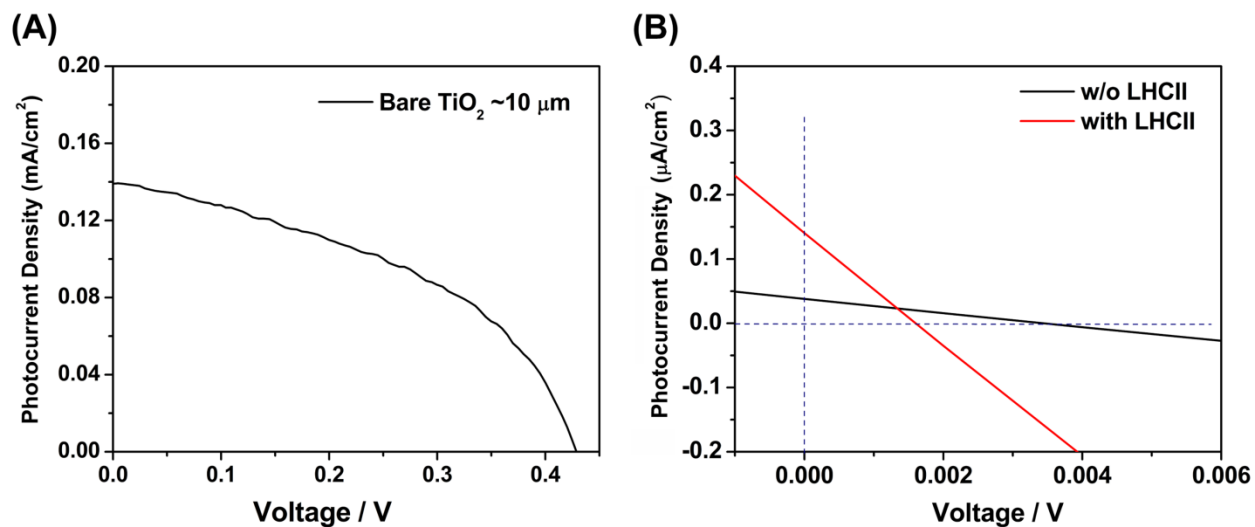 (A)
Photocurrent Density (mA/cm²)
0.20
0.16
0.12
0.08
0.04
0.00
Bare TiO₂ ~10 μm
0.0 0.1 0.2 0.3 0.4
Voltage / V
(B)
Photocurrent Density (μA/cm²)
0.4
0.3
0.2
0.1
0.0
-0.1
-0.2
w/o LHCII
with LHCII
0.000 0.002 0.004 0.006
Voltage / V